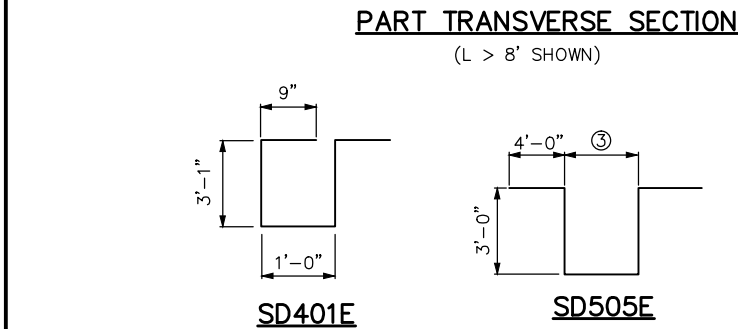 PART TRANSVERSE SECTION
(L > 8' SHOWN)
9"
3'-1"
1'-0"
SD401E
4'-0"
③
3'-0"
SD505E